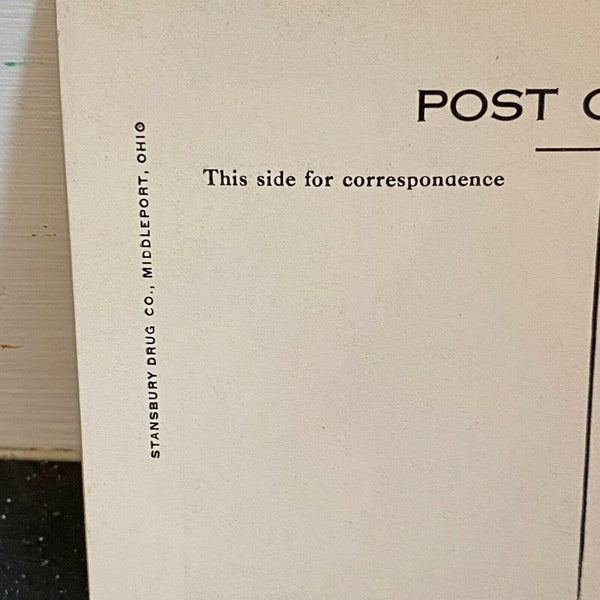 POST C
This side for correspondence
STANSBURY DRUG CO., MIDDLEPORT, OHIO